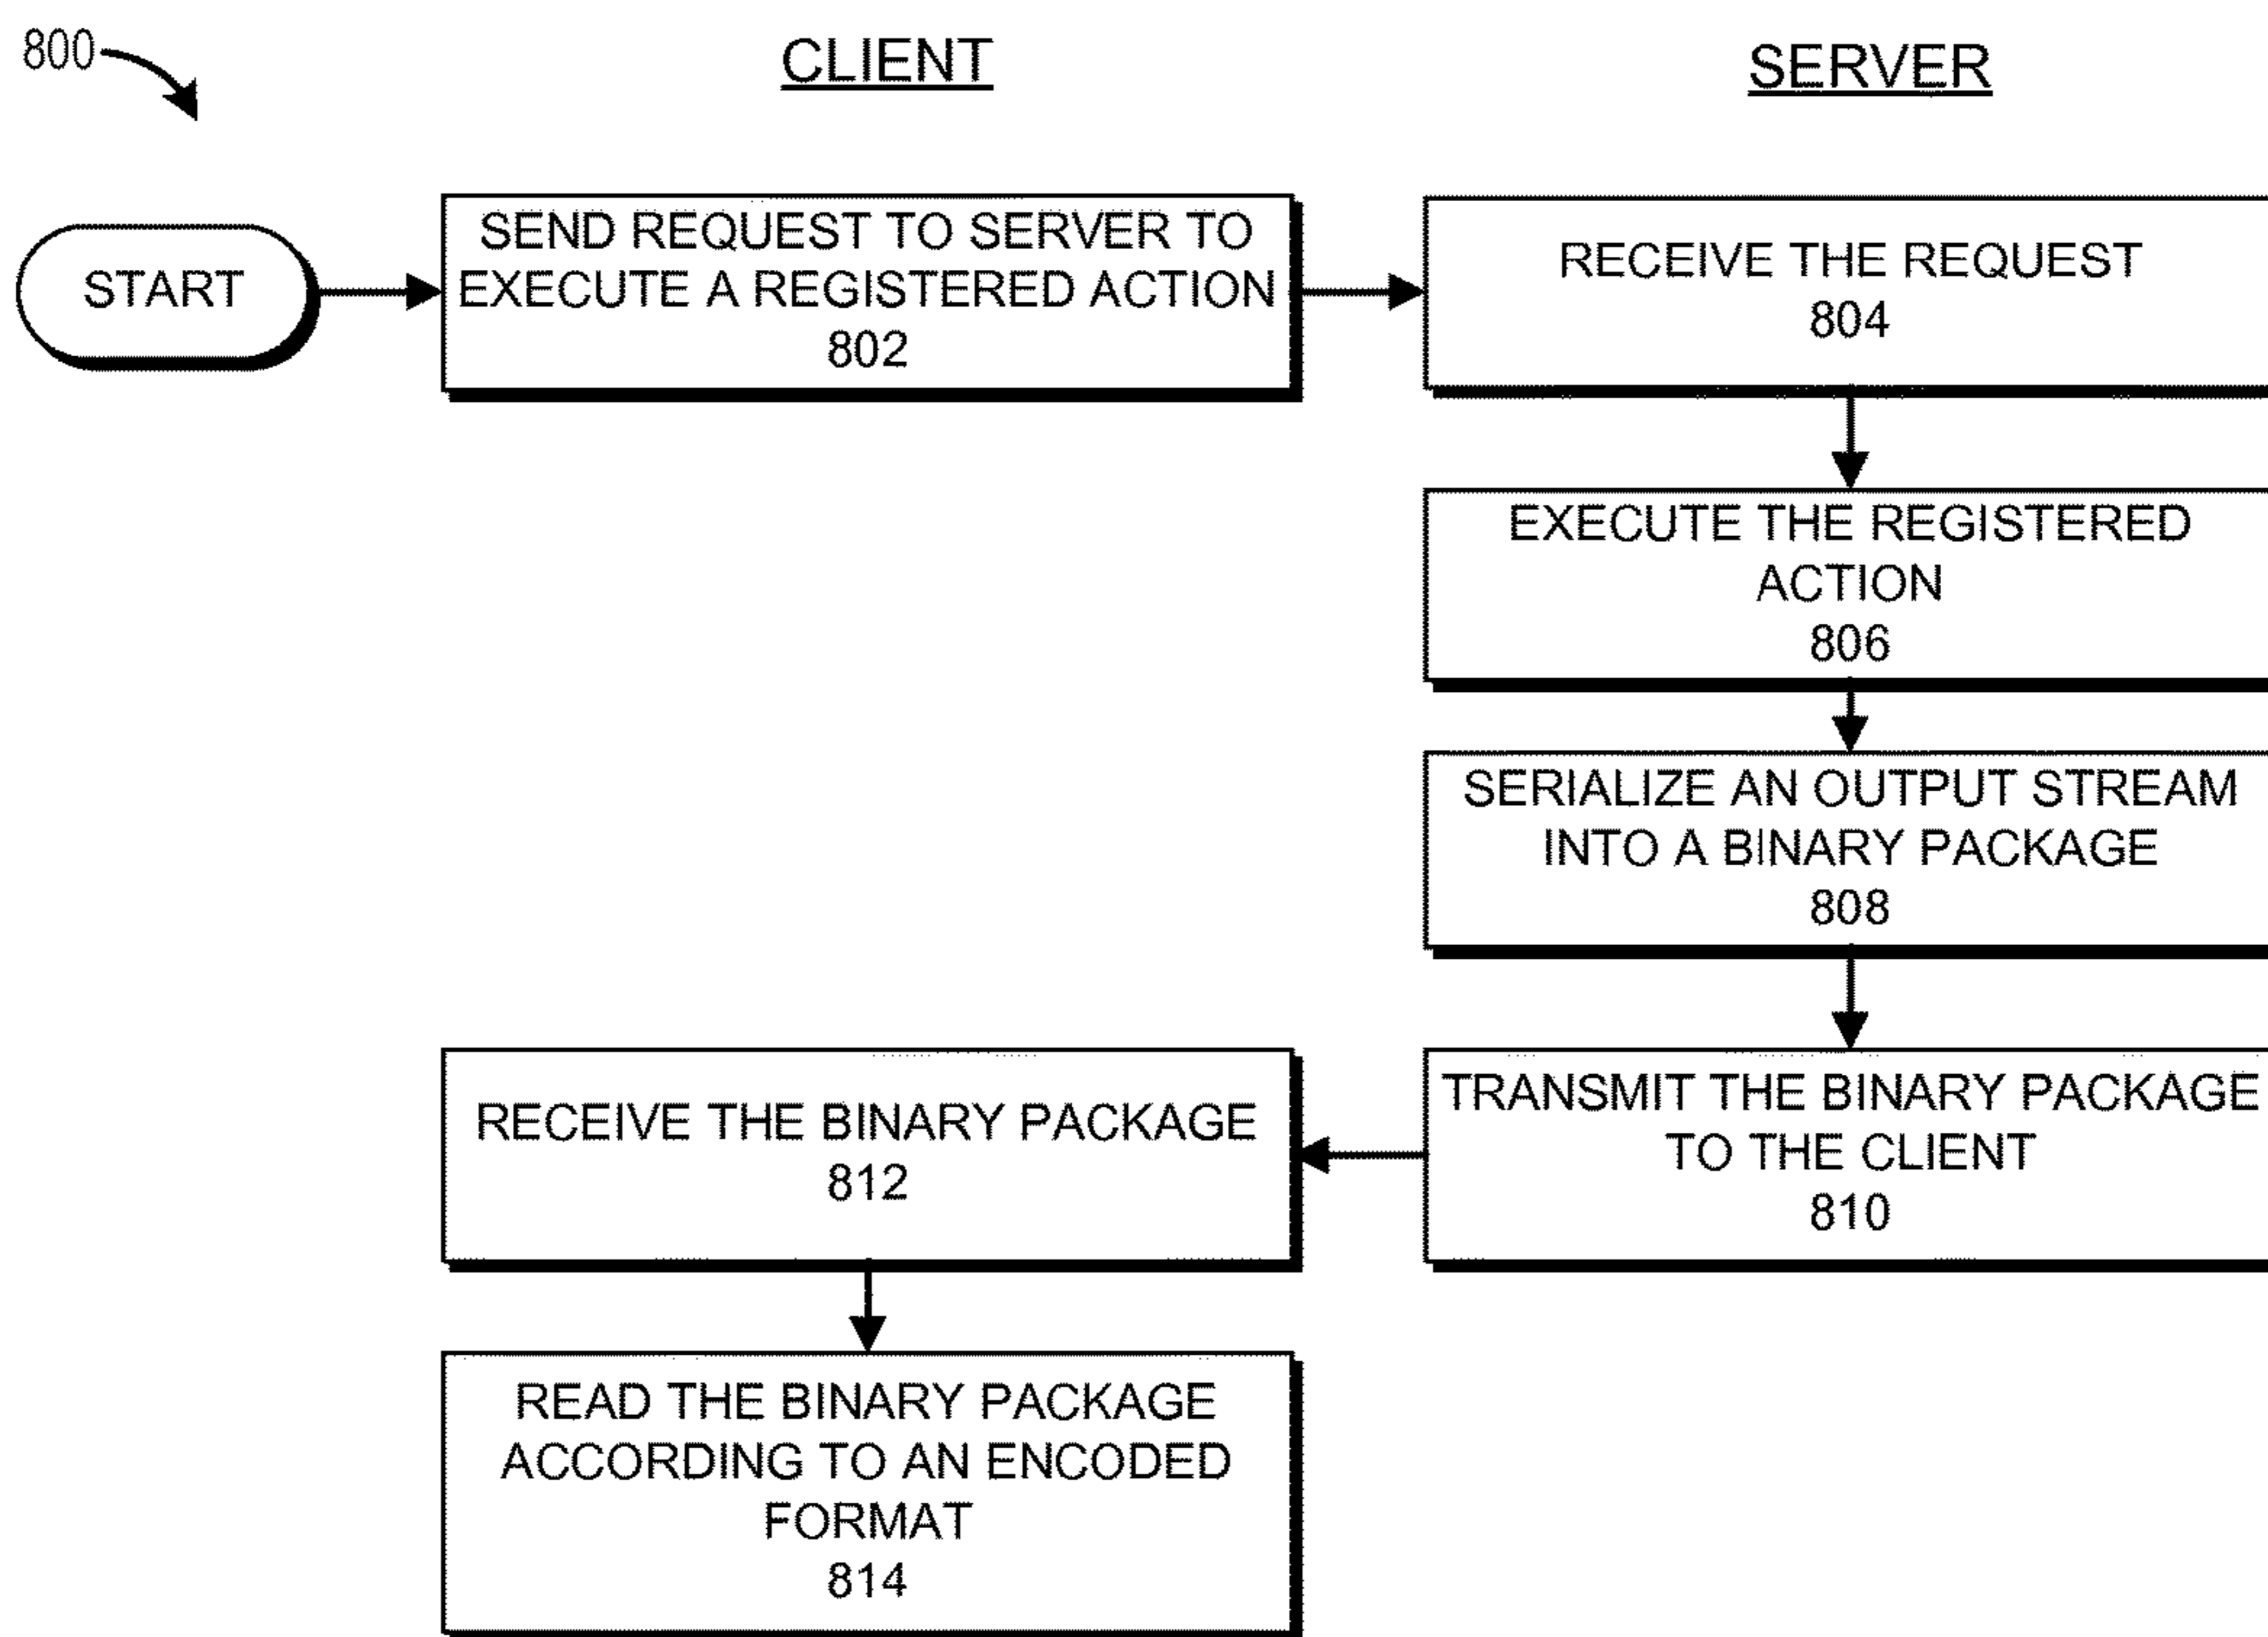 800
CLIENT
SERVER
START
SEND REQUEST TO SERVER TO
EXECUTE A REGISTERED ACTION
802
RECEIVE THE REQUEST
804
EXECUTE THE REGISTERED
ACTION
806
SERIALIZE AN OUTPUT STREAM
INTO A BINARY PACKAGE
808
TRANSMIT THE BINARY PACKAGE
TO THE CLIENT
810
RECEIVE THE BINARY PACKAGE
812
READ THE BINARY PACKAGE
ACCORDING TO AN ENCODED
FORMAT
814